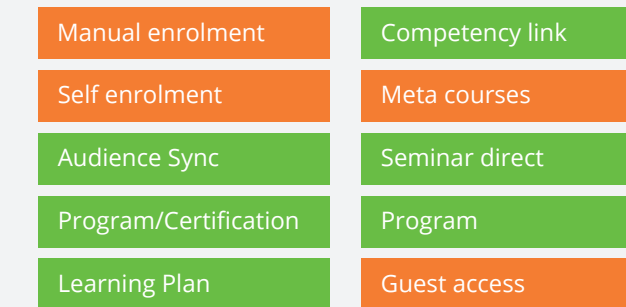 Manual enrolment
Competency link
Self enrolment
Meta courses
Audience Sync
Seminar direct
Program/Certification
Program
Learning Plan
Guest access